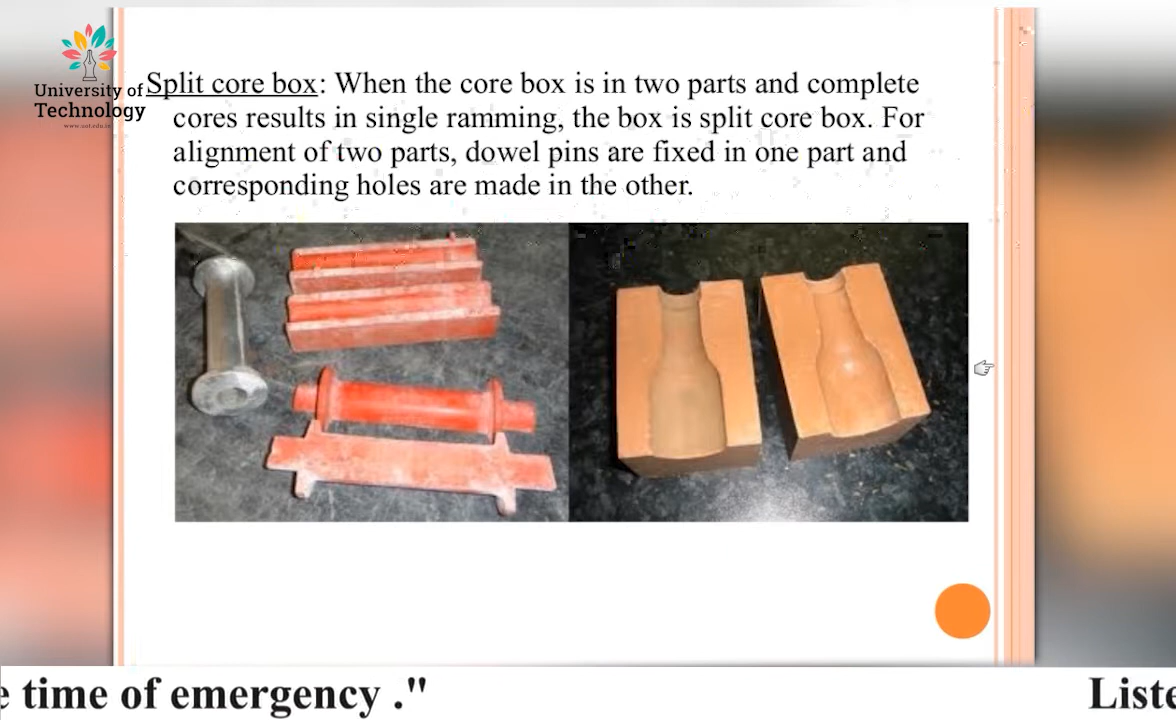 University of
Technology
Split core box: When the core box is in two parts and complete
cores results in single ramming, the box is split core box. For
alignment of two parts, dowel pins are fixed in one part and
corresponding holes are made in the other.
e time of emergency ."
Liste